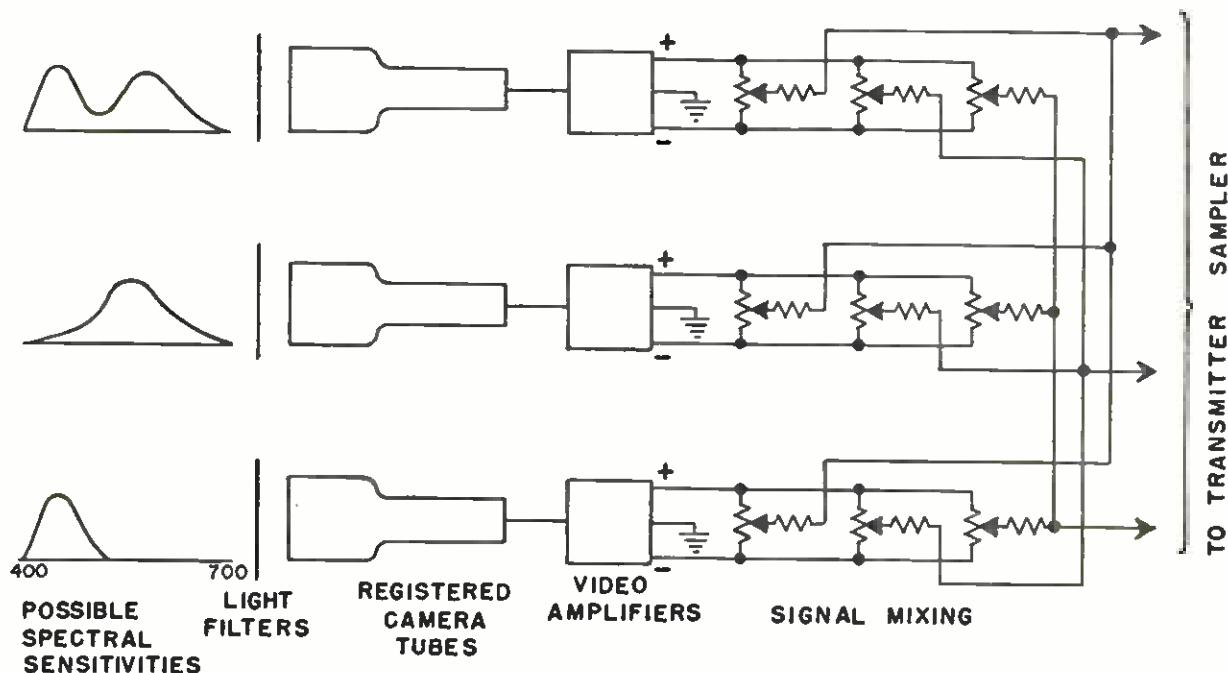 +
-
+
-
+
-
400 700
POSSIBLE
SPECTRAL
SENSITIVITIES
LIGHT
FILTERS
REGISTERED
CAMERA
TUBES
VIDEO
AMPLIFIERS
SIGNAL MIXING
TO TRANSMITTER SAMPLER